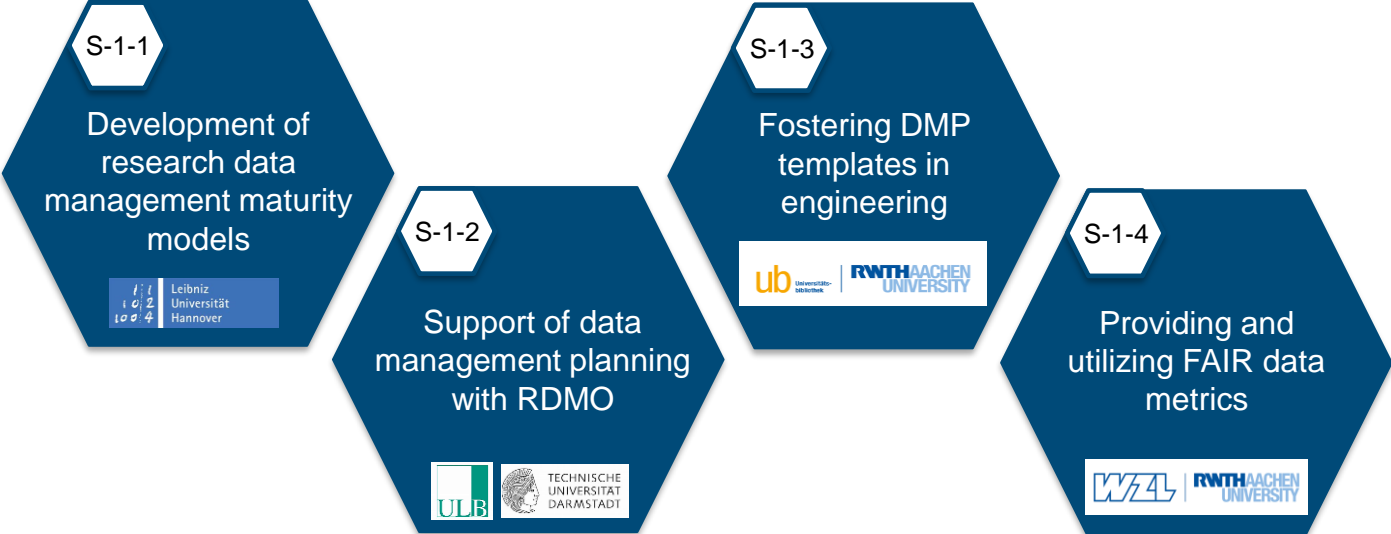 S-1-1
Development of
research data
management maturity
models
Leibniz
Universität
Hannover
S-1-2
Support of data
management planning
with RDMO
ULB
TECHNISCHE
UNIVERSITÄT
DARMSTADT
S-1-3
Fostering DMP
templates in
engineering
ub Universitäts-
bibliothek
RWTHAACHEN
UNIVERSITY
S-1-4
Providing and
utilizing FAIR data
metrics
WZL
RWTHAACHEN
UNIVERSITY